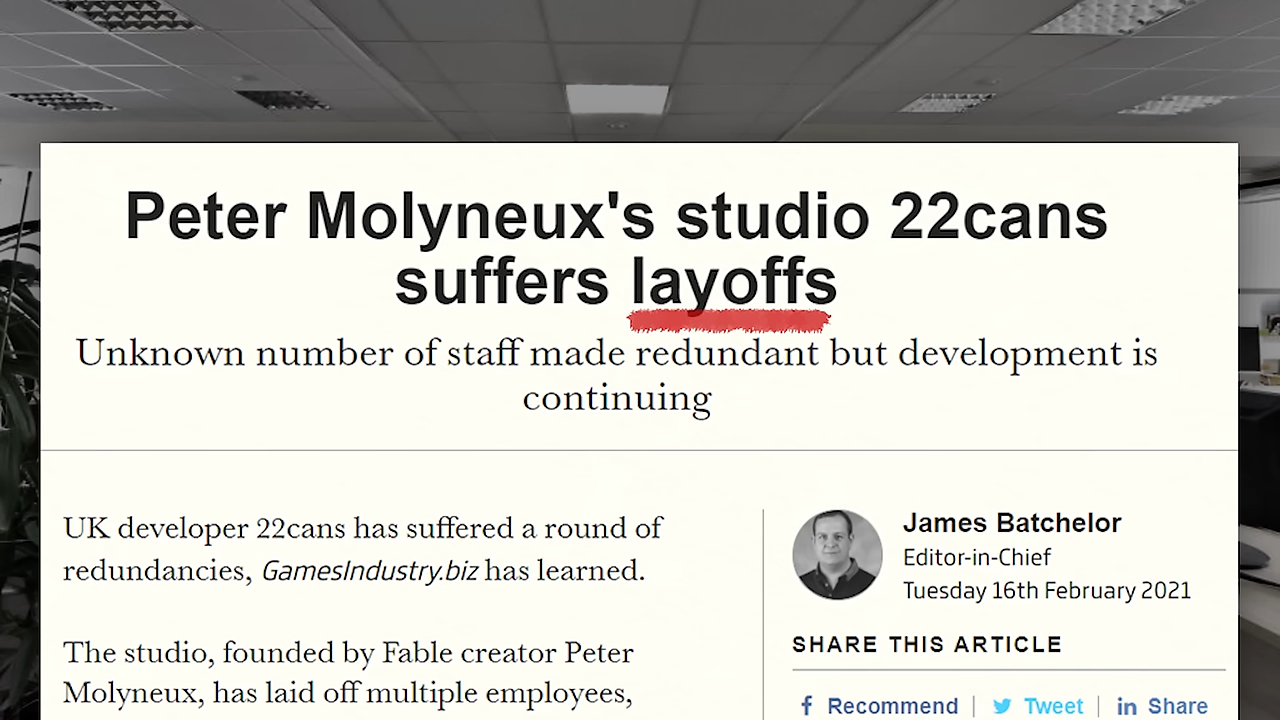 Peter Molyneux's studio 22cans
suffers layoffs
Unknown number of staff made redundant but development is
continuing
UK developer 22cans has suffered a round of
redundancies, GamesIndustry.biz has learned.
The studio, founded by Fable creator Peter
Molyneux, has laid off multiple employees,
James Batchelor
Editor-in-Chief
Tuesday 16th February 2021
SHARE THIS ARTICLE
Recommend | Tweet | in Share